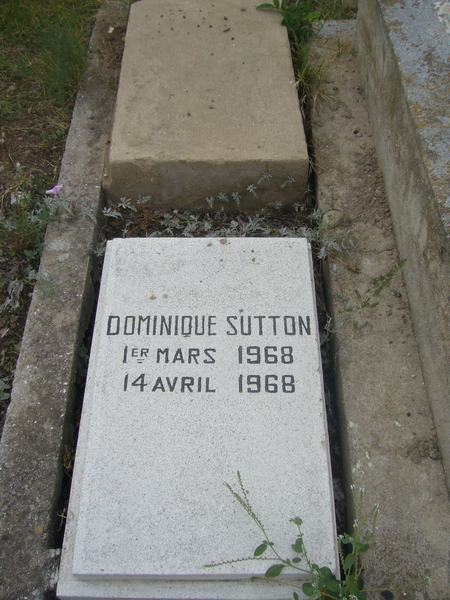 DOMINIQUE SUTTON
1ER MARS 1968
14 AVRIL 1968